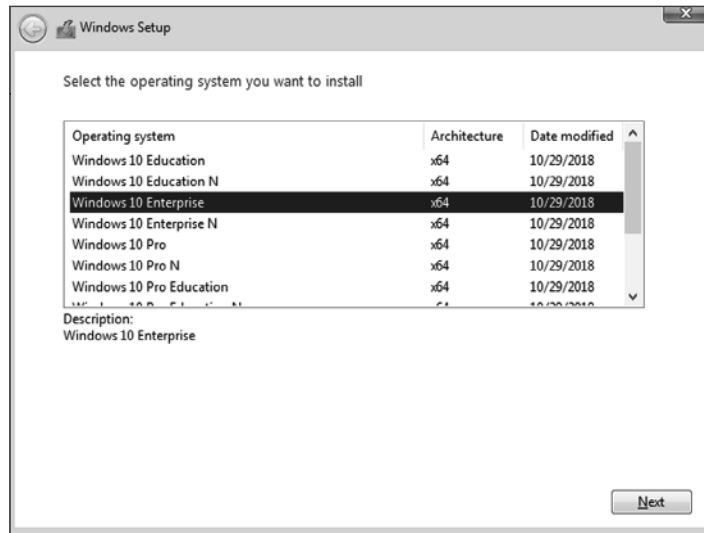 Windows Setup
Select the operating system you want to install
Operating system Architecture Date modified
Windows 10 Education x64 10/29/2018
Windows 10 Education N x64 10/29/2018
Windows 10 Enterprise x64 10/29/2018
Windows 10 Enterprise N x64 10/29/2018
Windows 10 Pro x64 10/29/2018
Windows 10 Pro N x64 10/29/2018
Windows 10 Pro Education x64 10/29/2018
Description:
Windows 10 Enterprise
Next